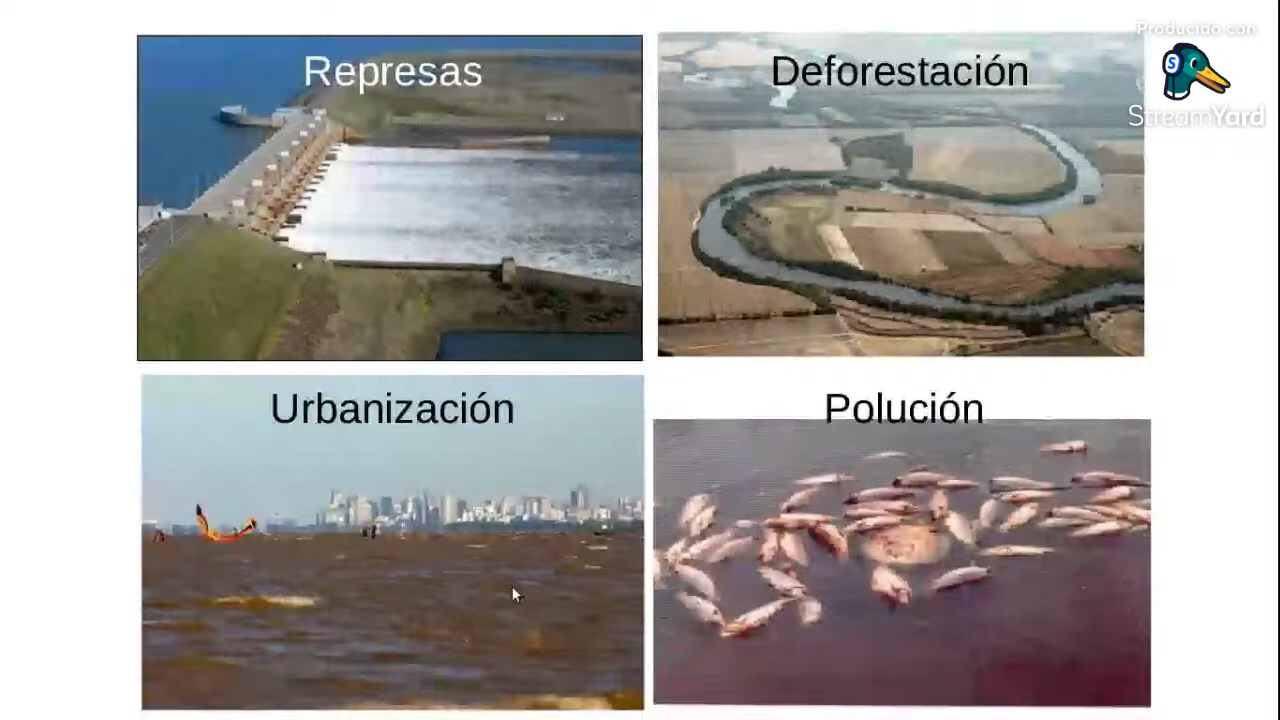 Producido con
StreamYard
Represas
Deforestación
Urbanización
Polución